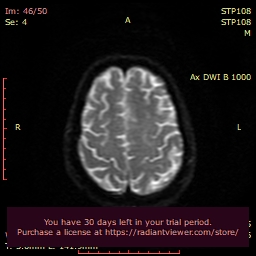 Im: 46/50
Se: 4
A
STP108
STP108
M
Ax DWI B 1000
R
L
You have 30 days left in your trial period.
Purchase a license at https://radiantviewer.com/store/